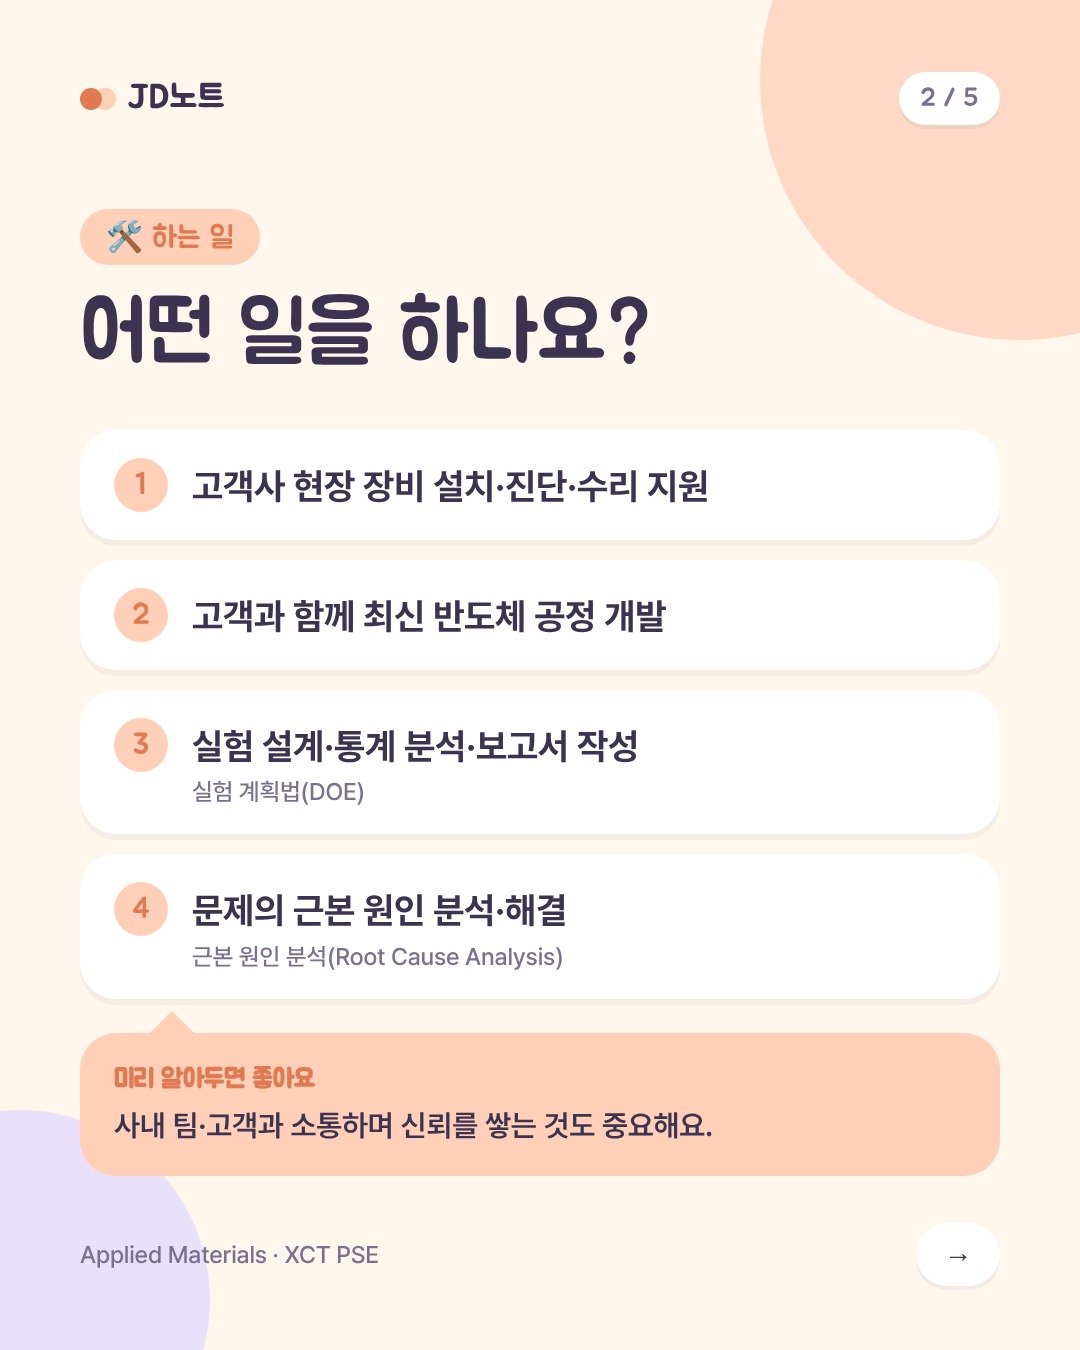 JD노트
2 / 5
🛠️ 하는 일
어떤 일을 하나요?
1 고객사 현장 장비 설치·진단·수리 지원
2 고객과 함께 최신 반도체 공정 개발
3 실험 설계·통계 분석·보고서 작성
실험 계획법(DOE)
4 문제의 근본 원인 분석·해결
근본 원인 분석(Root Cause Analysis)
미리 알아두면 좋아요
사내 팀·고객과 소통하며 신뢰를 쌓는 것도 중요해요.
Applied Materials · XCT PSE
→